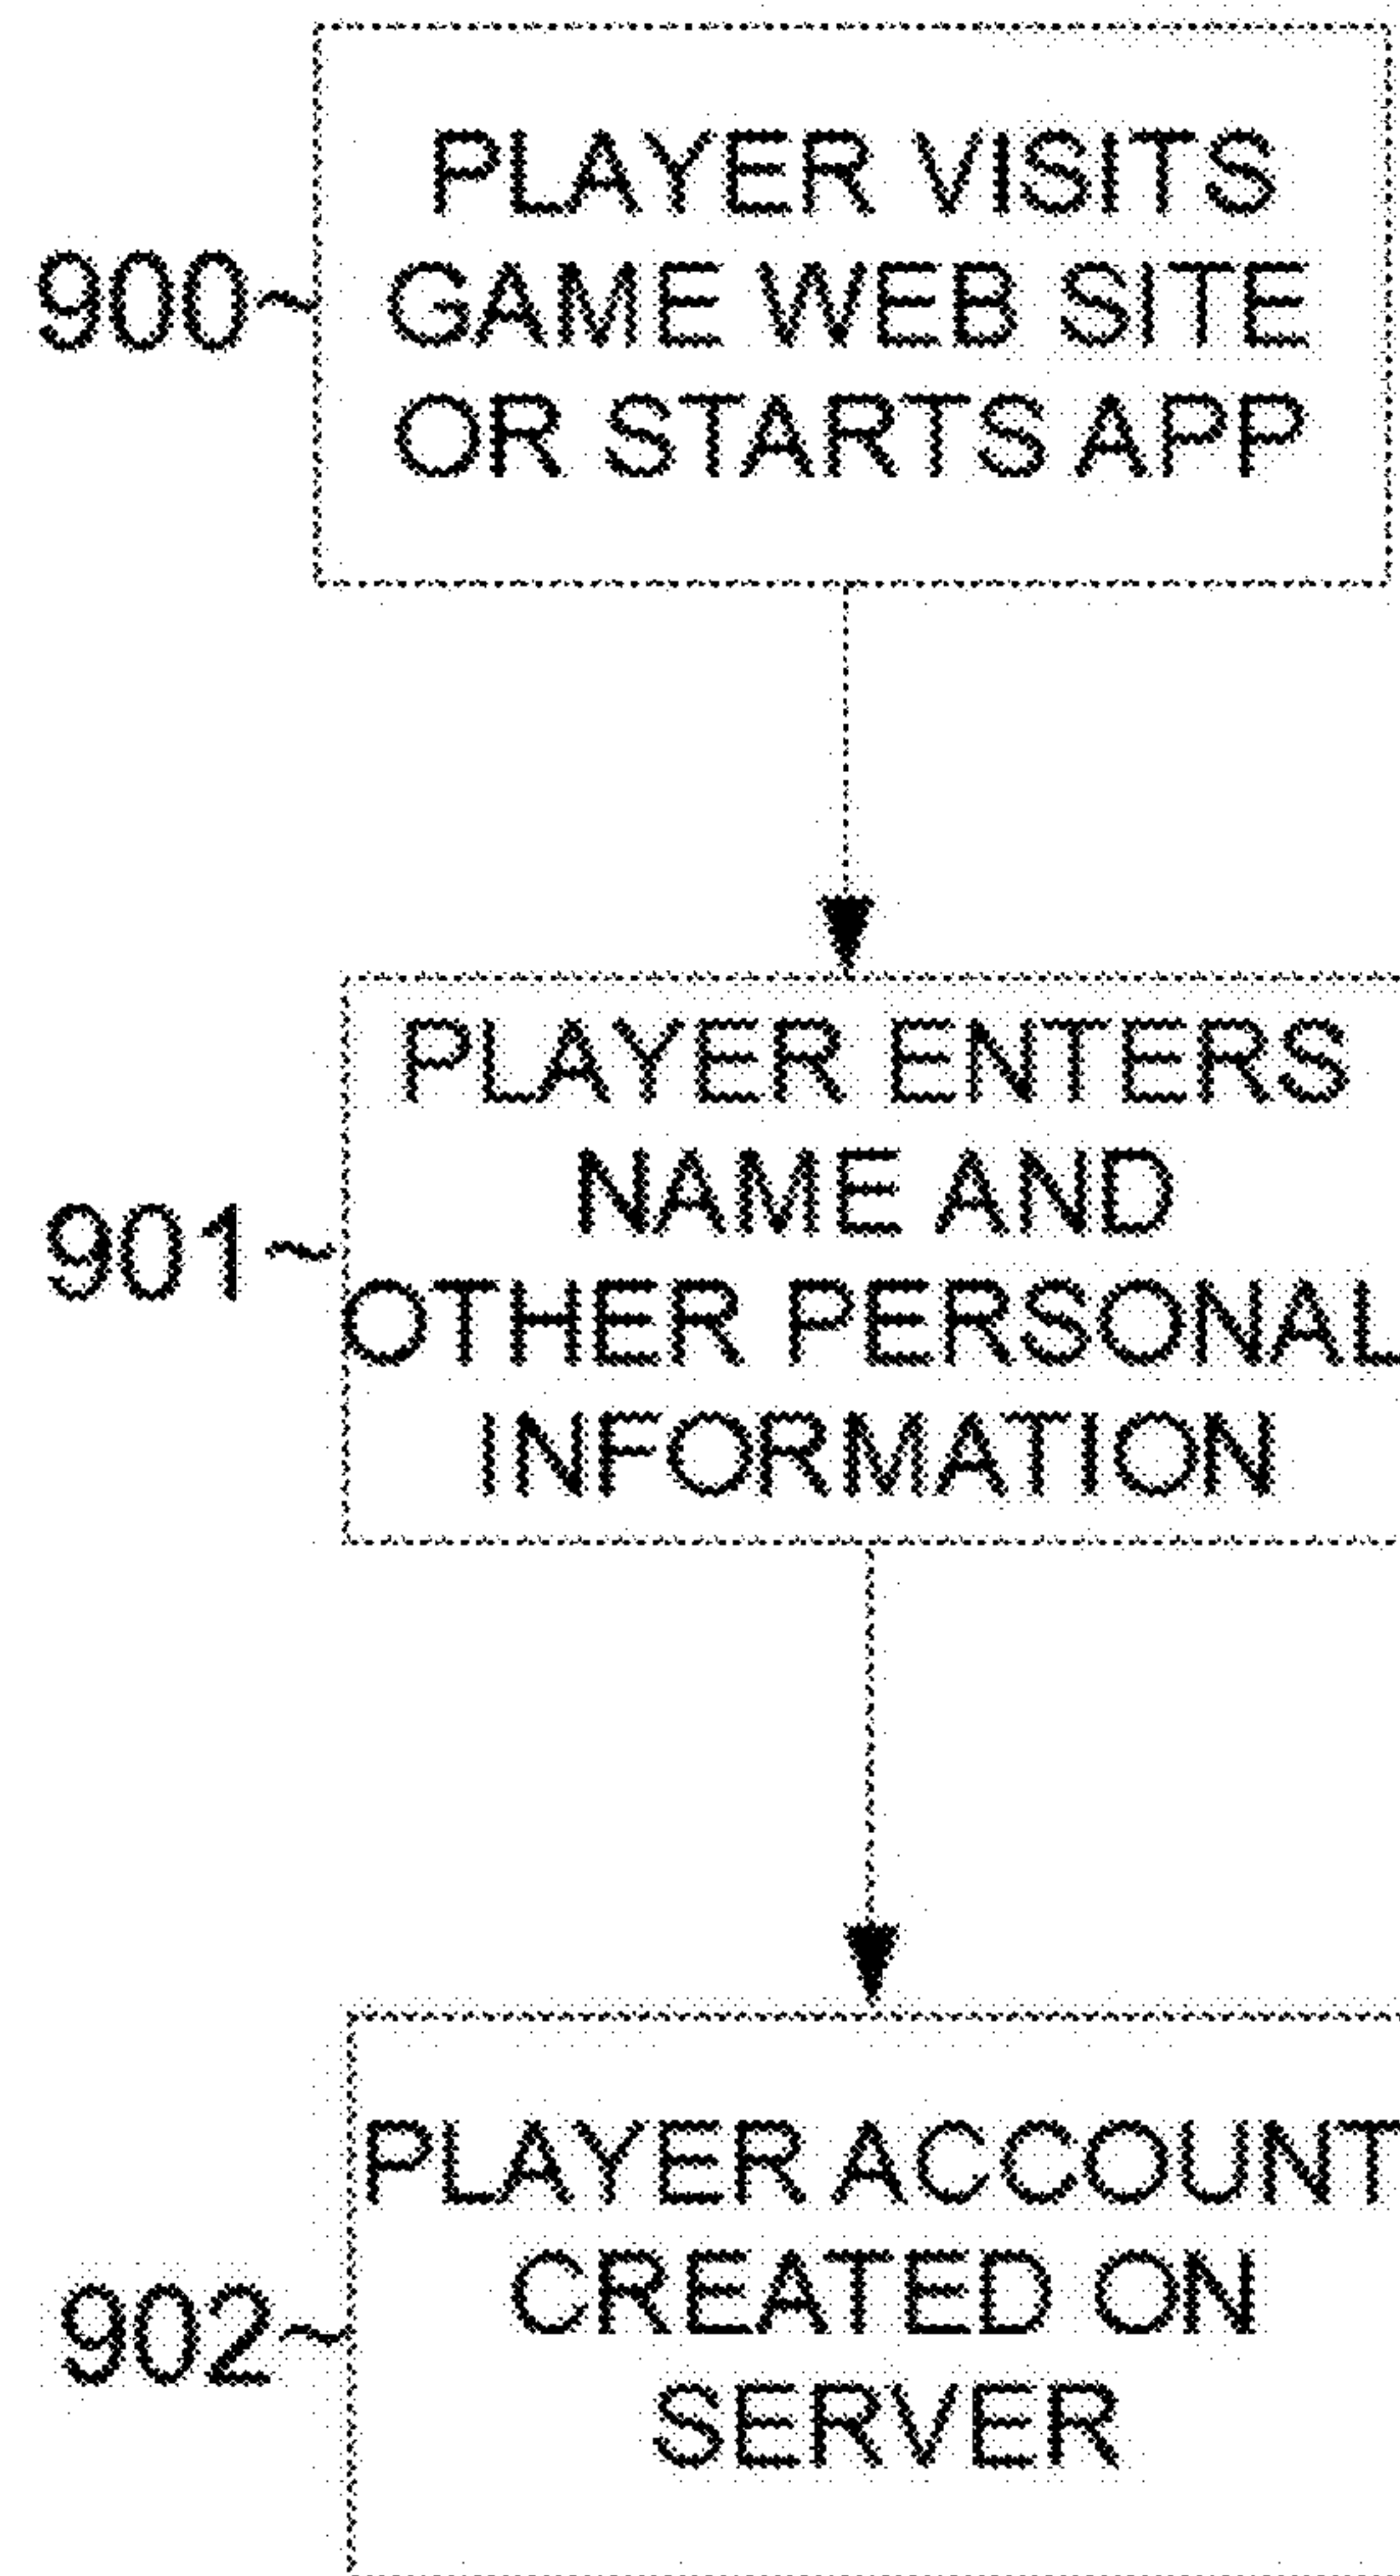 PLAYER VISITS
900 GAME WEB SITE
OR STARTS APP
PLAYER ENTERS
NAME AND
901
OTHER PERSONAL
INFORMATION
PLAYER ACCOUNT
CREATED ON
902
SERVER